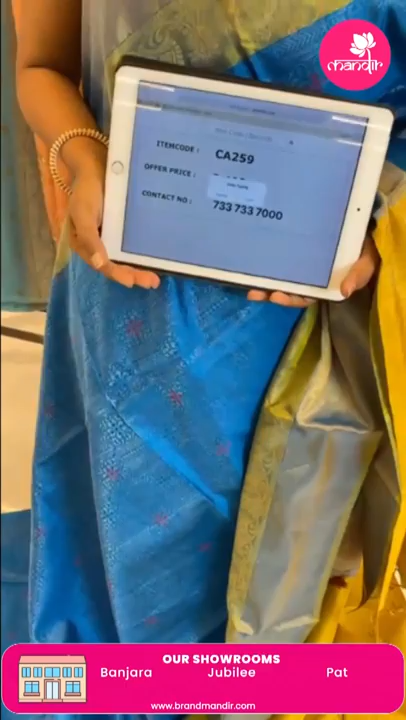 mandir
ITEMCODE : CA259
OFFER PRICE :
CONTACT NO : 733 733 7000
OUR SHOWROOMS
Banjara Jubilee Pat
www.brandmandir.com